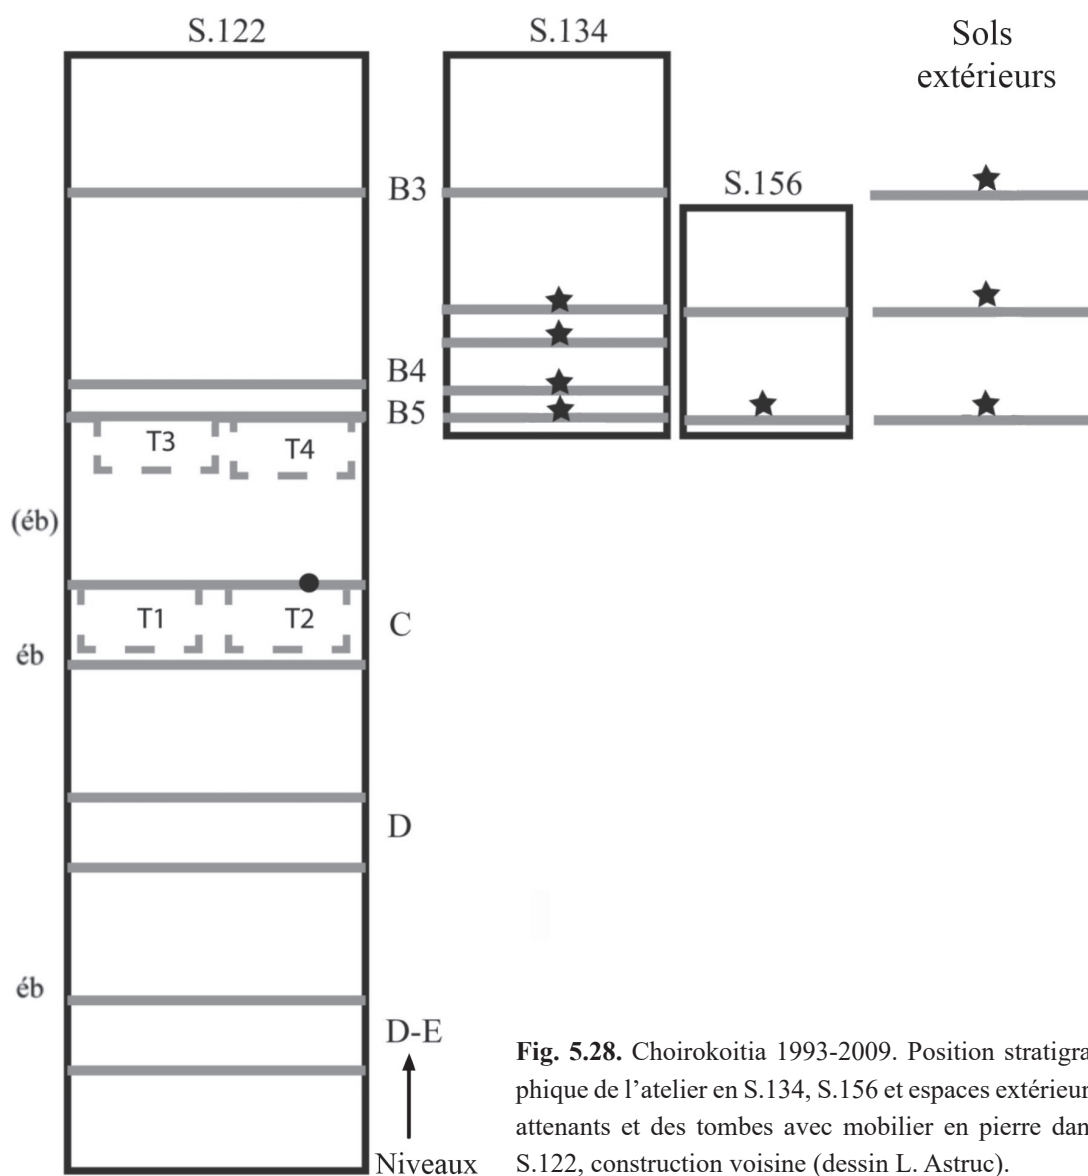 S.122
S.134
Sols
extérieurs
B3
S.156
B4
B5
T3
T4
(éb)
T1
T2
C
éb
D
éb
D-E
Niveaux
Fig. 5.28. Choirokoitia 1993-2009. Position stratigra
phique de l’atelier en S.134, S.156 et espaces extérieur
attenants et des tombes avec mobilier en pierre dan
S.122, construction voisine (dessin L. Astruc).